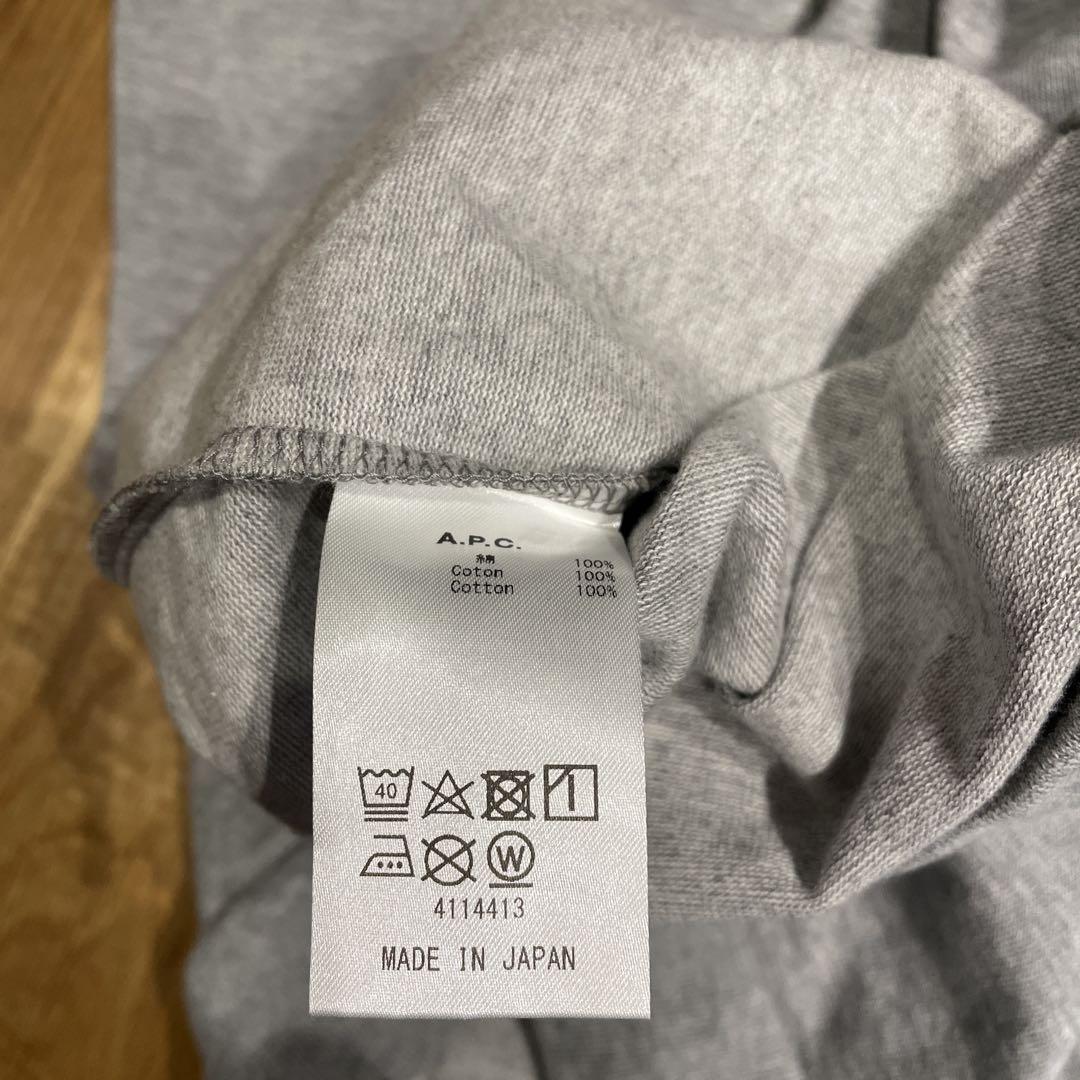 A.P.C.
綿 100%
Coton 100%
Cotton 100%
40
W
4114413
MADE IN JAPAN